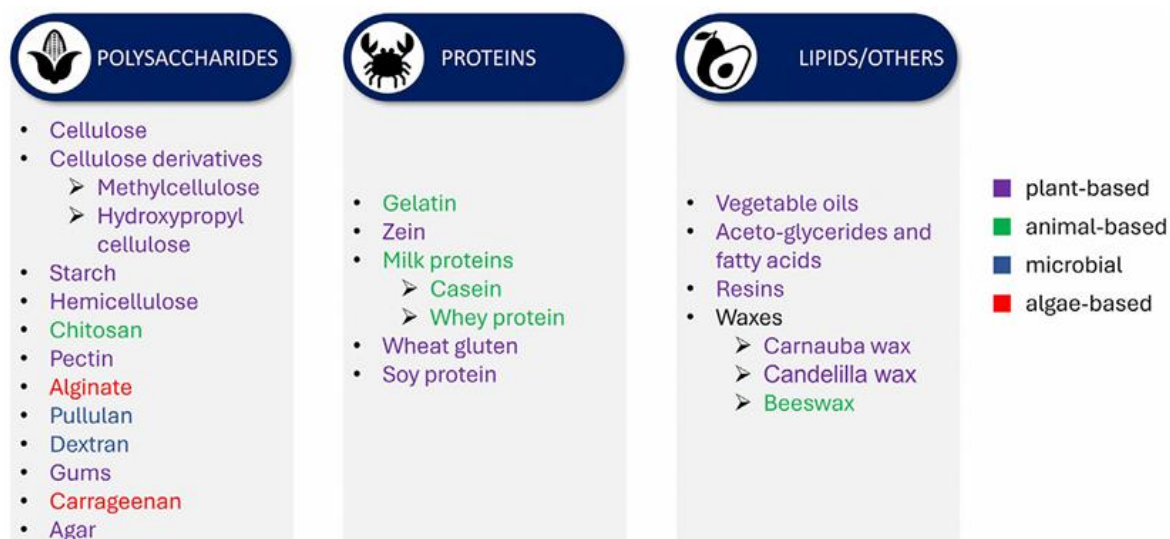 POLYSACCHARIDES
• Cellulose
• Cellulose derivatives
➢ Methylcellulose
➢ Hydroxypropyl
cellulose
• Starch
• Hemicellulose
• Chitosan
• Pectin
• Alginate
• Pullulan
• Dextran
• Gums
• Carrageenan
• Agar
PROTEINS
• Gelatin
• Zein
• Milk proteins
➢ Casein
➢ Whey protein
• Wheat gluten
• Soy protein
LIPIDS/OTHERS
• Vegetable oils
• Aceto-glycerides and
fatty acids
• Resins
• Waxes
➢ Carnauba wax
➢ Candelilla wax
➢ Beeswax
plant-based
animal-based
microbial
algae-based